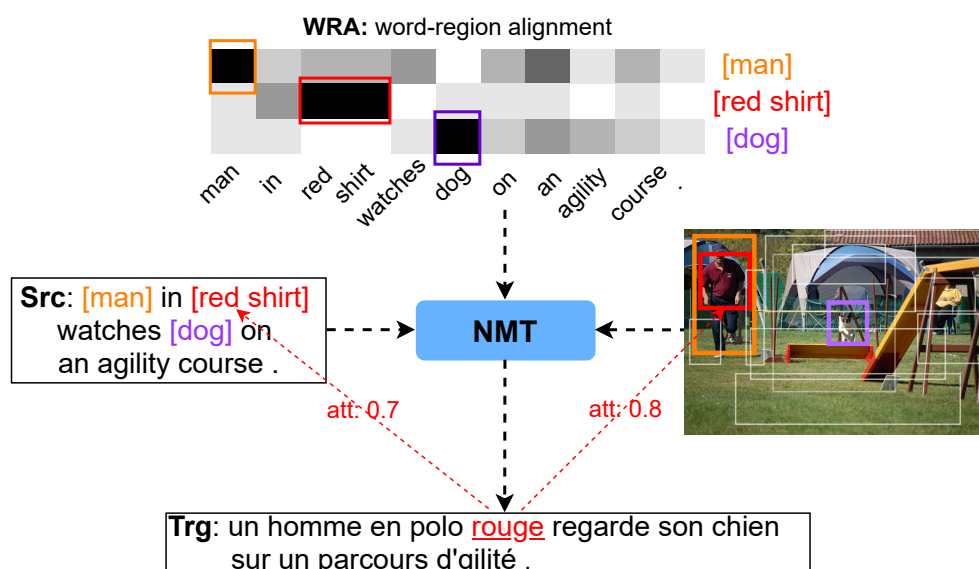 WRA: word-region alignment
[man]
[red shirt]
[dog]
man in red shirt watches dog on an agility course .
Src: [man] in [red shirt]
watches [dog] on
an agility course .
NMT
att: 0.7
att: 0.8
Trg: un homme en polo rouge regarde son chien
sur un parcours d'gilité .